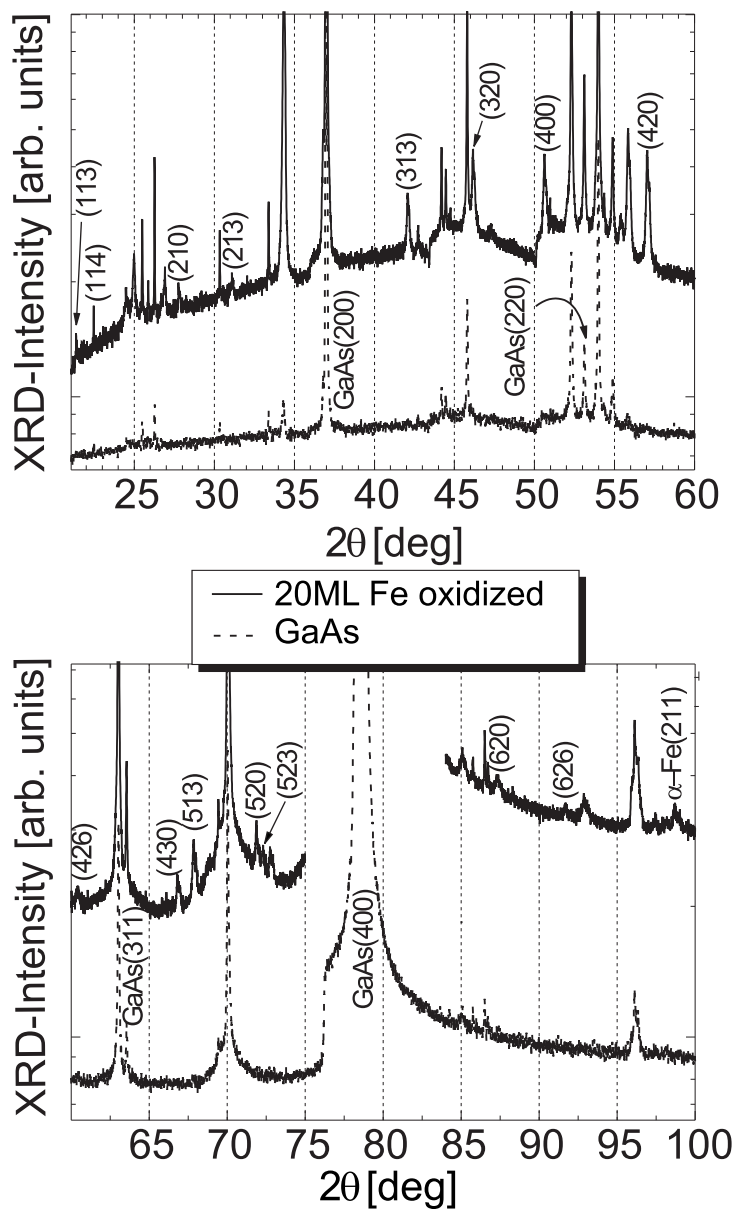 XRD-Intensity [arb. units]
(113)
(114)
(210)
(213)
GaAs(200)
(313)
(320)
GaAs(220)
(400)
(420)
25 30 35 40 45 50 55 60
2θ [deg]
20ML Fe oxidized
GaAs
XRD-Intensity [arb. units]
(426)
GaAs(311)
(430)
(513)
(520)
(523)
GaAs(400)
(620)
(626)
α-Fe(211)
65 70 75 80 85 90 95 100
2θ [deg]